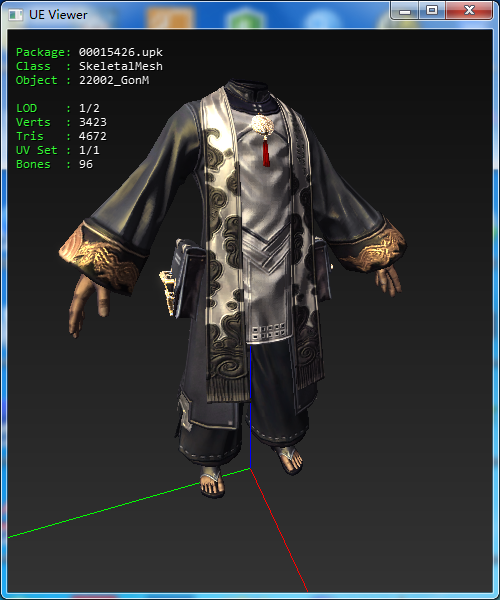 UE Viewer
Package: 00015426.upk
Class : SkeletalMesh
Object : 22002_GonM
LOD : 1/2
Verts : 3423
Tris : 4672
UV Set : 1/1
Bones : 96